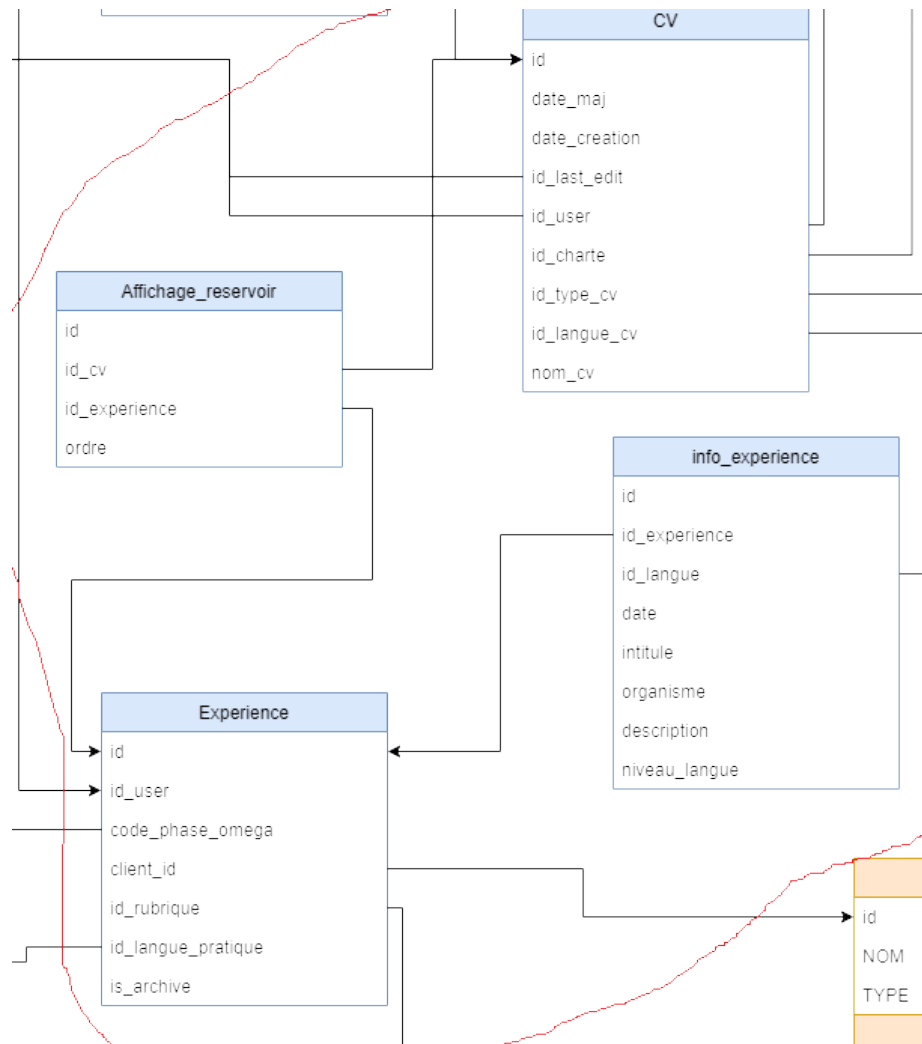 CV
id
date_maj
date_creation
id_last_edit
id_user
id_charte
id_type_cv
id_langue_cv
nom_cv
Affichage_reservoir
id
id_cv
id_experience
ordre
info_experience
id
id_experience
id_langue
date
intitule
organisme
description
niveau_langue
Experience
id
id_user
code_phase_omega
client_id
id_rubrique
id_langue_pratique
is_archive
id
NOM
TYPE